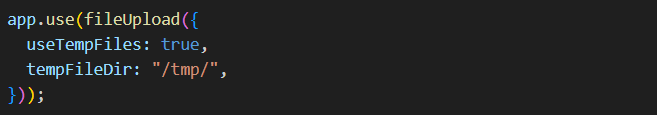 app.use(fileUpload({
  useTempFiles: true,
  tempFileDir: "/tmp/",
}));